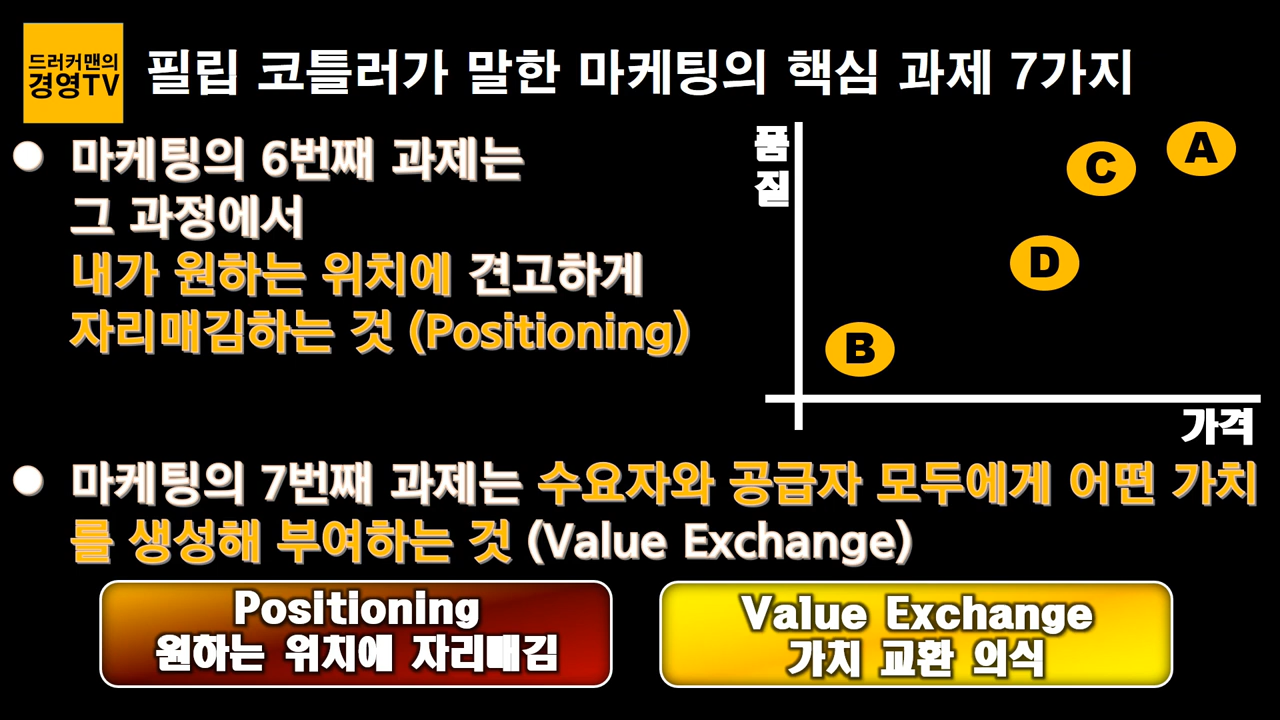 드러커맨의
경영TV
필립 코틀러가 말한 마케팅의 핵심 과제 7가지
● 마케팅의 6번째 과제는
그 과정에서
내가 원하는 위치에 견고하게
자리매김하는 것 (Positioning)
품
질
A
C
D
B
가격
● 마케팅의 7번째 과제는 수요자와 공급자 모두에게 어떤 가치
를 생성해 부여하는 것 (Value Exchange)
Positioning
원하는 위치에 자리매김
Value Exchange
가치 교환 의식